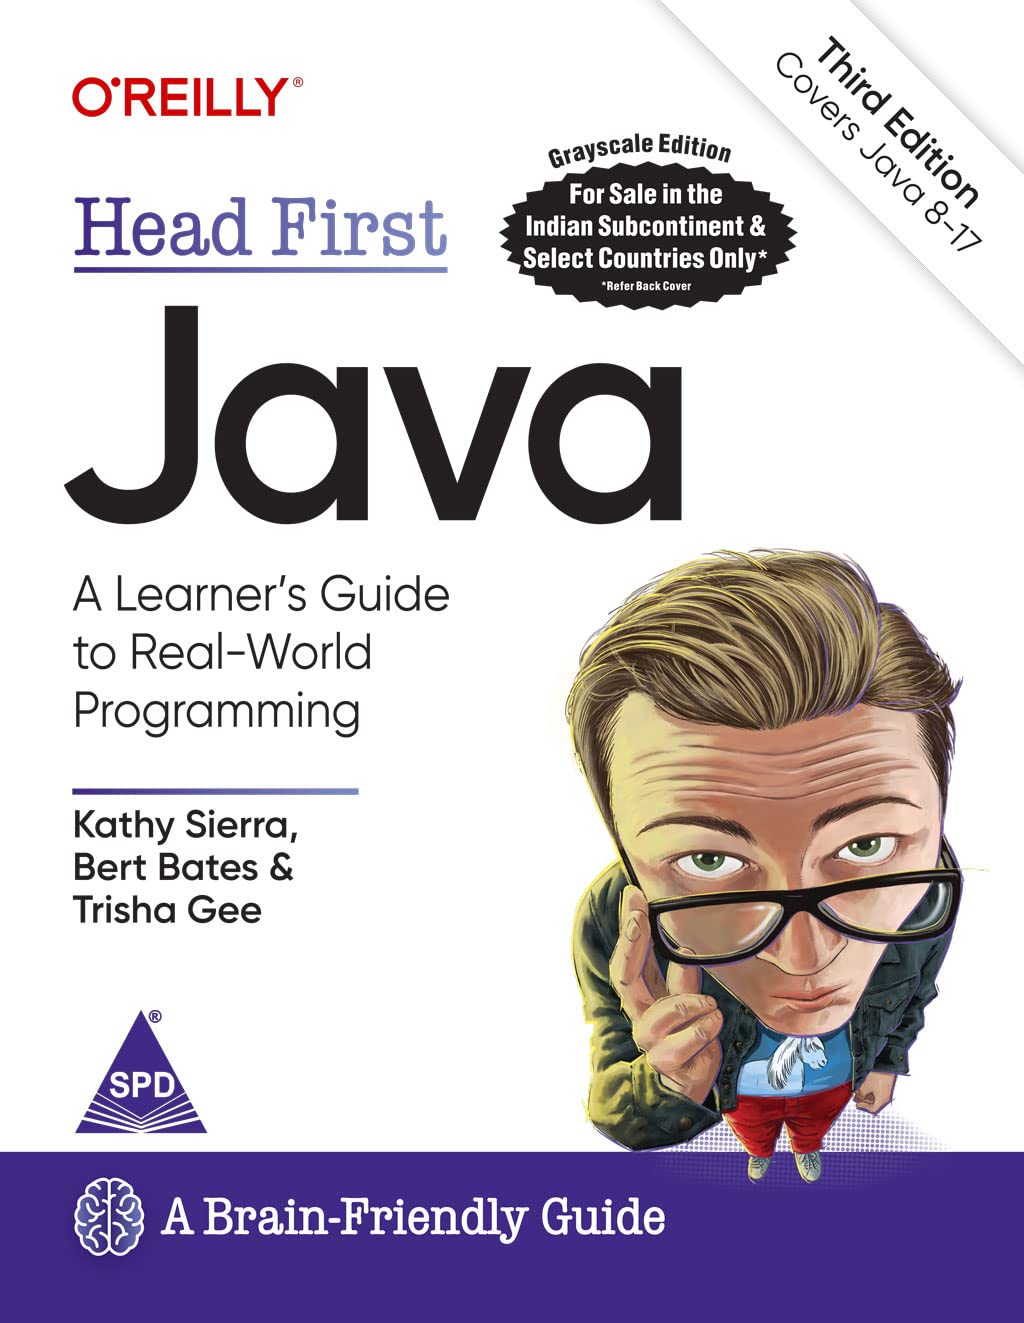 O'REILLY®
Third Edition
Covers Java 8-17
Grayscale Edition
For Sale in the
Indian Subcontinent &
Select Countries Only*
*Refer Back Cover
Head First
Java
A Learner's Guide
to Real-World
Programming
Kathy Sierra,
Bert Bates &
Trisha Gee
®
SPD
A Brain-Friendly Guide